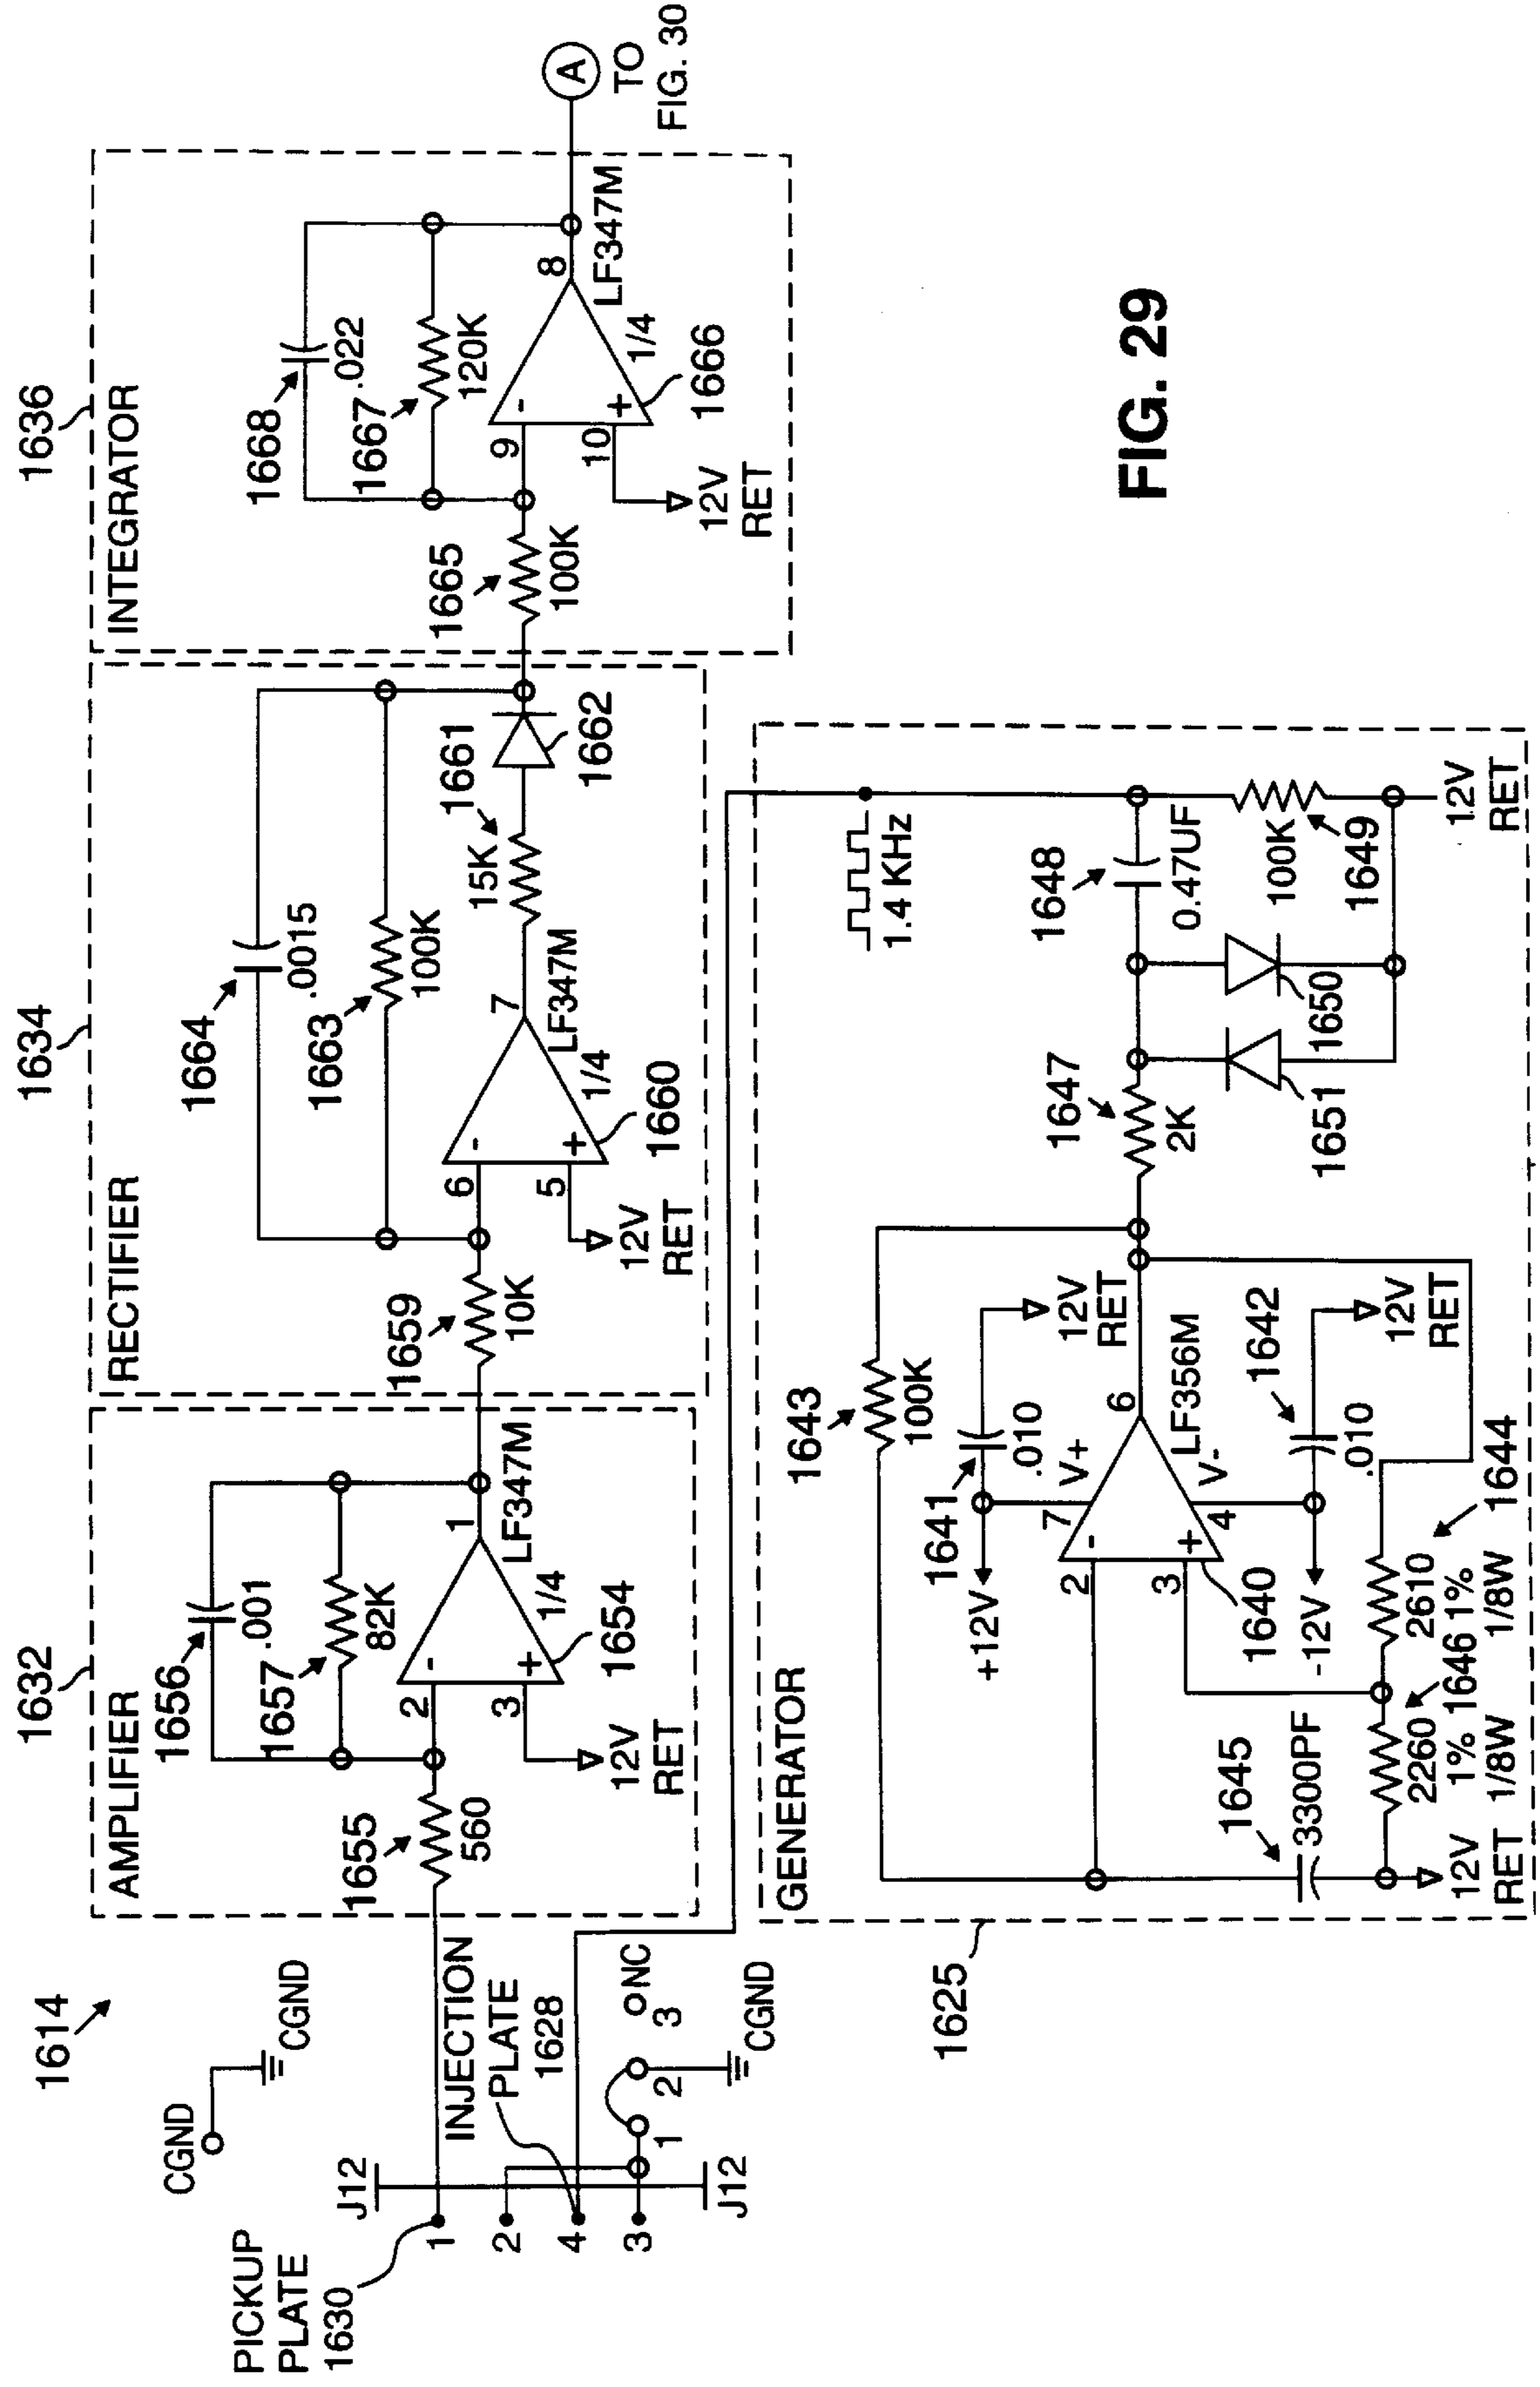 FIG. 29
1614
CGND
CGND
PICKUP
PLATE
1630
J12
1
2
4
3
J12
INJECTION
PLATE
1628
1
2
3
NC
CGND
1632
AMPLIFIER
1655
560
1656
.001
1657
82K
2
3
-
+
1
LF347M
1/4
1654
12V
RET
1634
RECTIFIER
1659
10K
1664
.0015
1663
100K
6
5
-
+
7
LF347M
1/4
1660
12V
RET
15K
1661
1662
1636
INTEGRATOR
1665
100K
1668
.022
1667
120K
9
10
-
+
8
LF347M
1/4
1666
12V
RET
A
TO
FIG. 30
1625
GENERATOR
1643
100K
1641
.010
+12V
12V
RET
7
V+
2
3
-
+
6
LF356M
V-
4
1640
-12V
1642
.010
12V
RET
1645
3300PF
2260
1%
1/8W
1646
2610
1%
1/8W
1644
12V
RET
1647
2K
1651
1650
1648
0.47UF
1.4 KHz
100K
1649
12V
RET